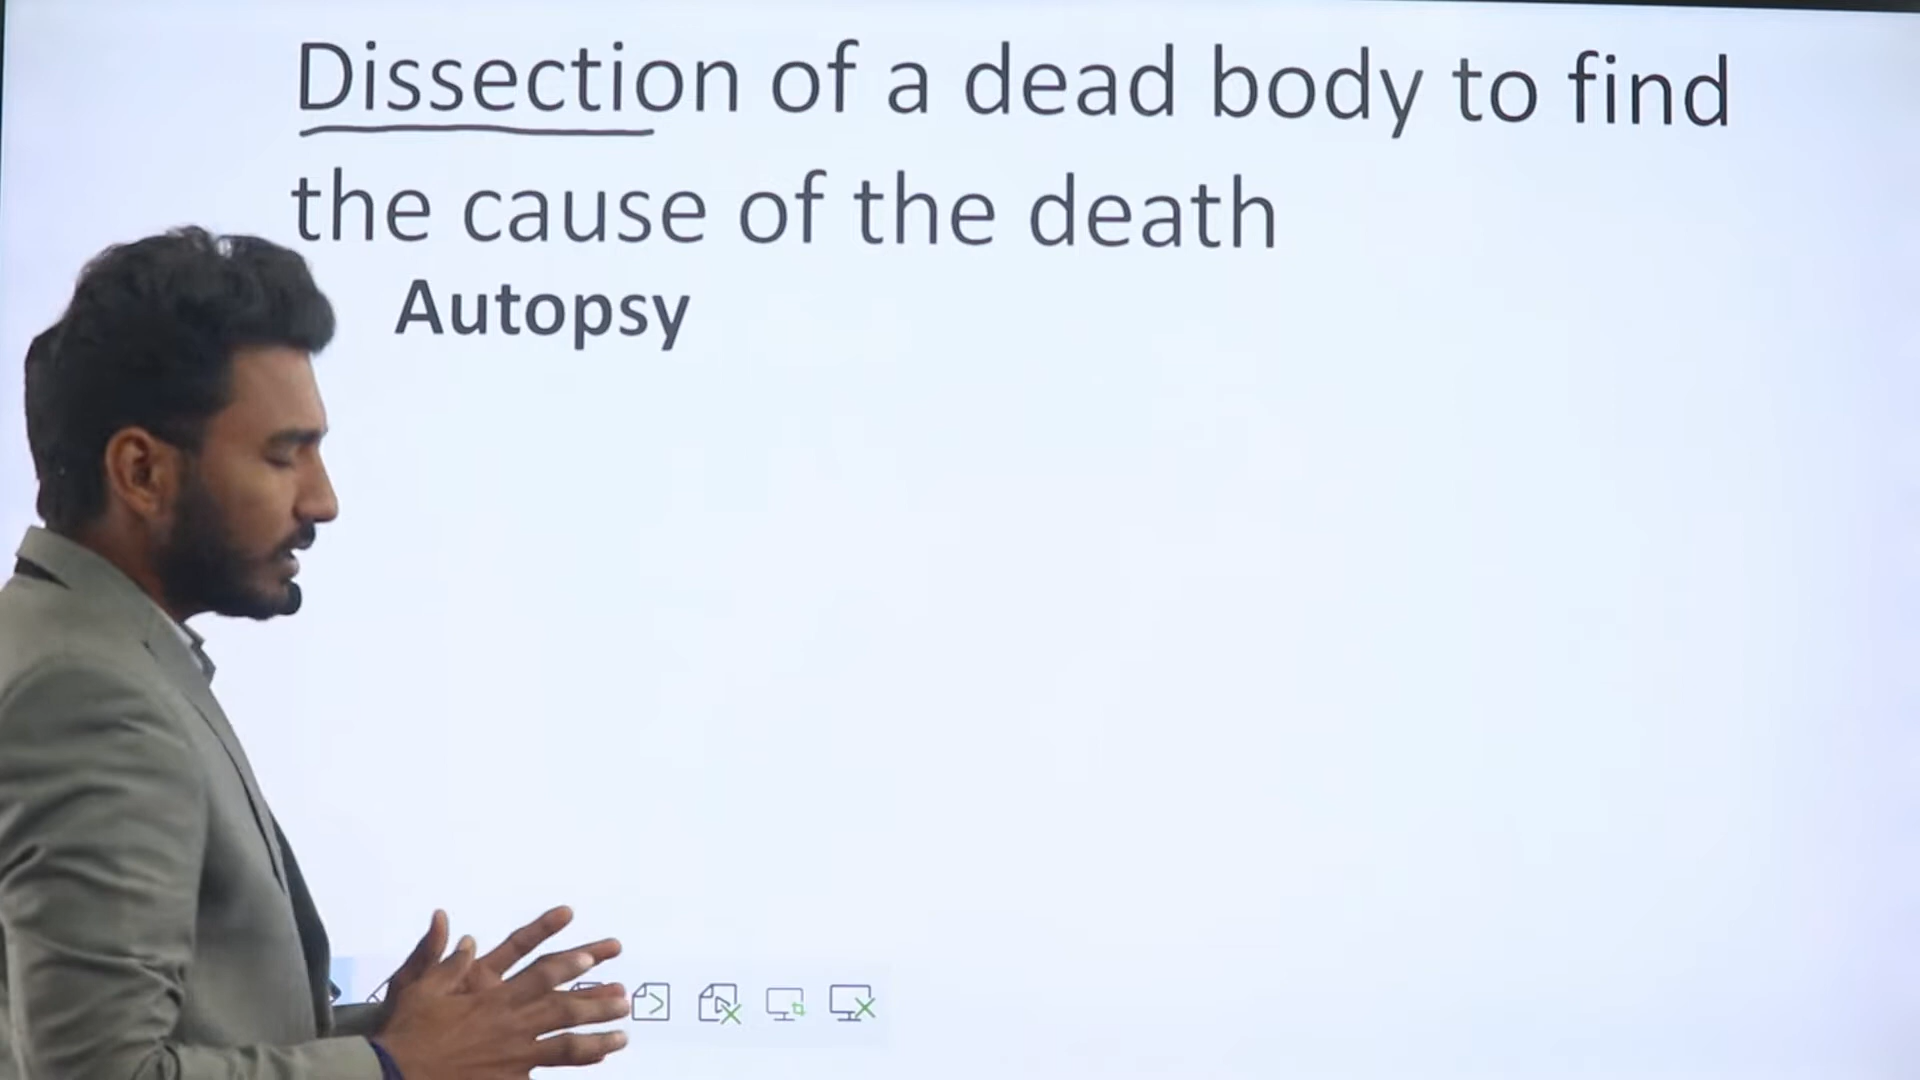 Dissection of a dead body to find
the cause of the death
Autopsy